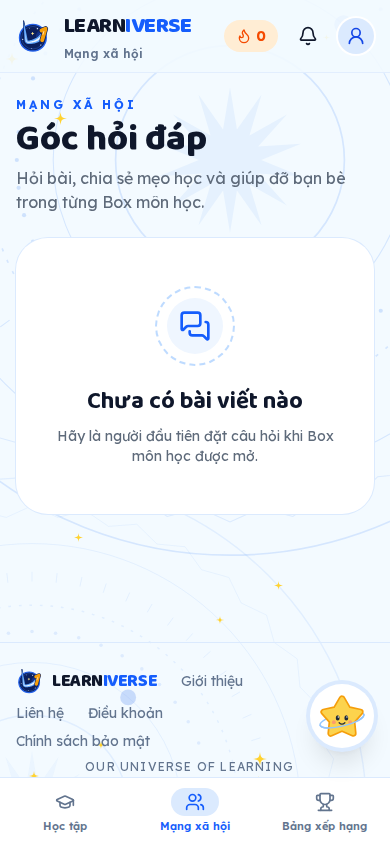 LEARNIVERSE
Mạng xã hội
0
MẠNG XÃ HỘI
Góc hỏi đáp
Hỏi bài, chia sẻ mẹo học và giúp đỡ bạn bè
trong từng Box môn học.
Chưa có bài viết nào
Hãy là người đầu tiên đặt câu hỏi khi Box
môn học được mở.
LEARNIVERSE
Giới thiệu
Liên hệ
Điều khoản
Chính sách bảo mật
OUR UNIVERSE OF LEARNING
Học tập
Mạng xã hội
Bảng xếp hạng